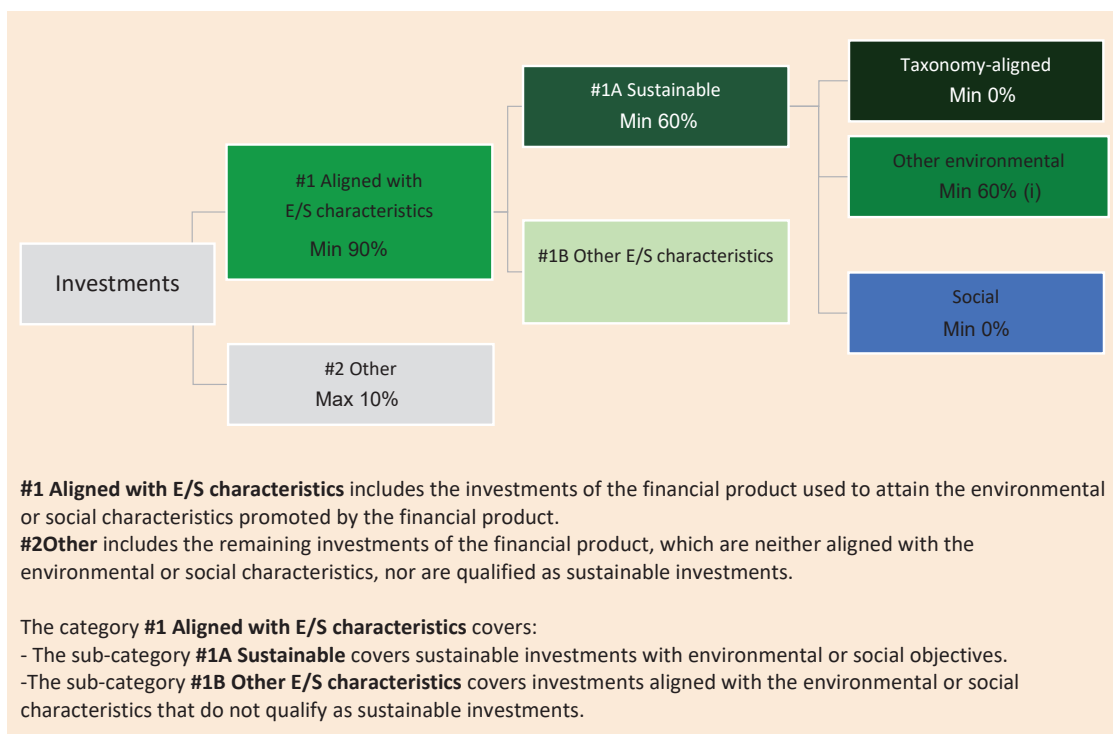 Investments
#1 Aligned with
E/S characteristics
Min 90%
#2 Other
Max 10%
#1A Sustainable
Min 60%
#1B Other E/S characteristics
Taxonomy-aligned
Min 0%
Other environmental
Min 60% (i)
Social
Min 0%
#1 Aligned with E/S characteristics includes the investments of the financial product used to attain the environmental
or social characteristics promoted by the financial product.
#2Other includes the remaining investments of the financial product, which are neither aligned with the
environmental or social characteristics, nor are qualified as sustainable investments.
The category #1 Aligned with E/S characteristics covers:
- The sub-category #1A Sustainable covers sustainable investments with environmental or social objectives.
-The sub-category #1B Other E/S characteristics covers investments aligned with the environmental or social
characteristics that do not qualify as sustainable investments.